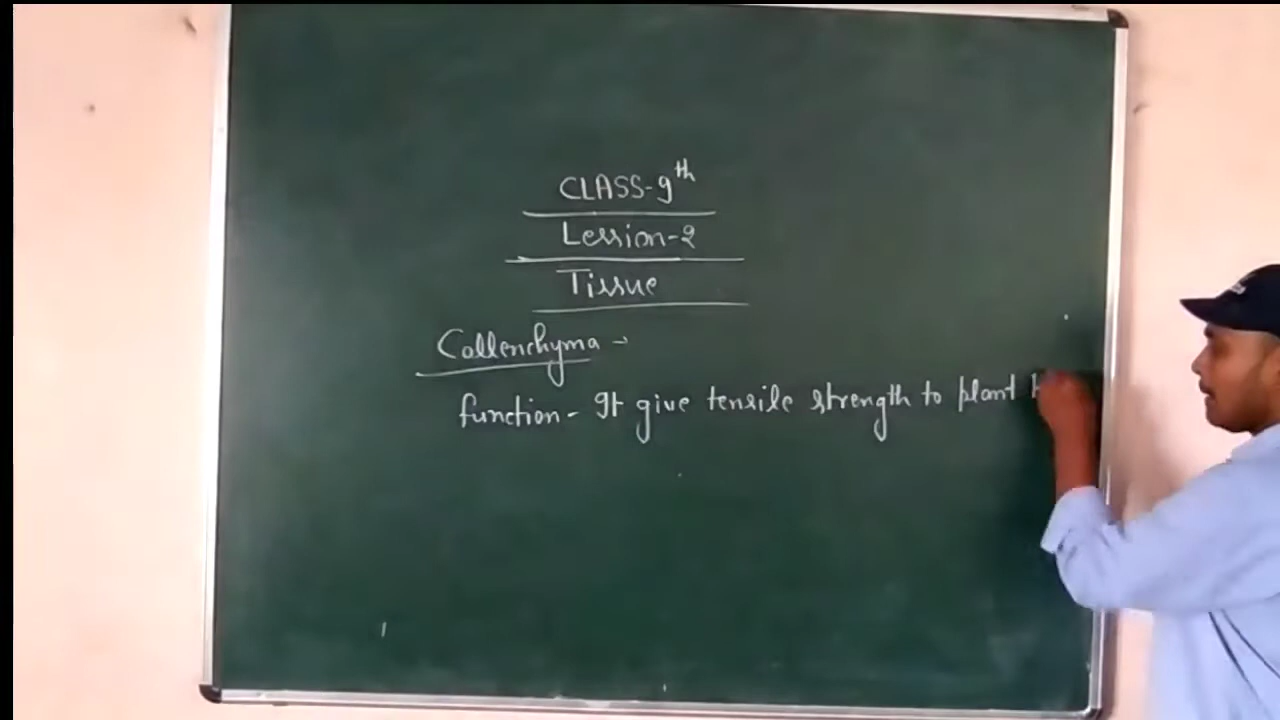 CLASS-9th
Lession-2
Tissue
Collenchyma -
function - It give tensile strength to plant